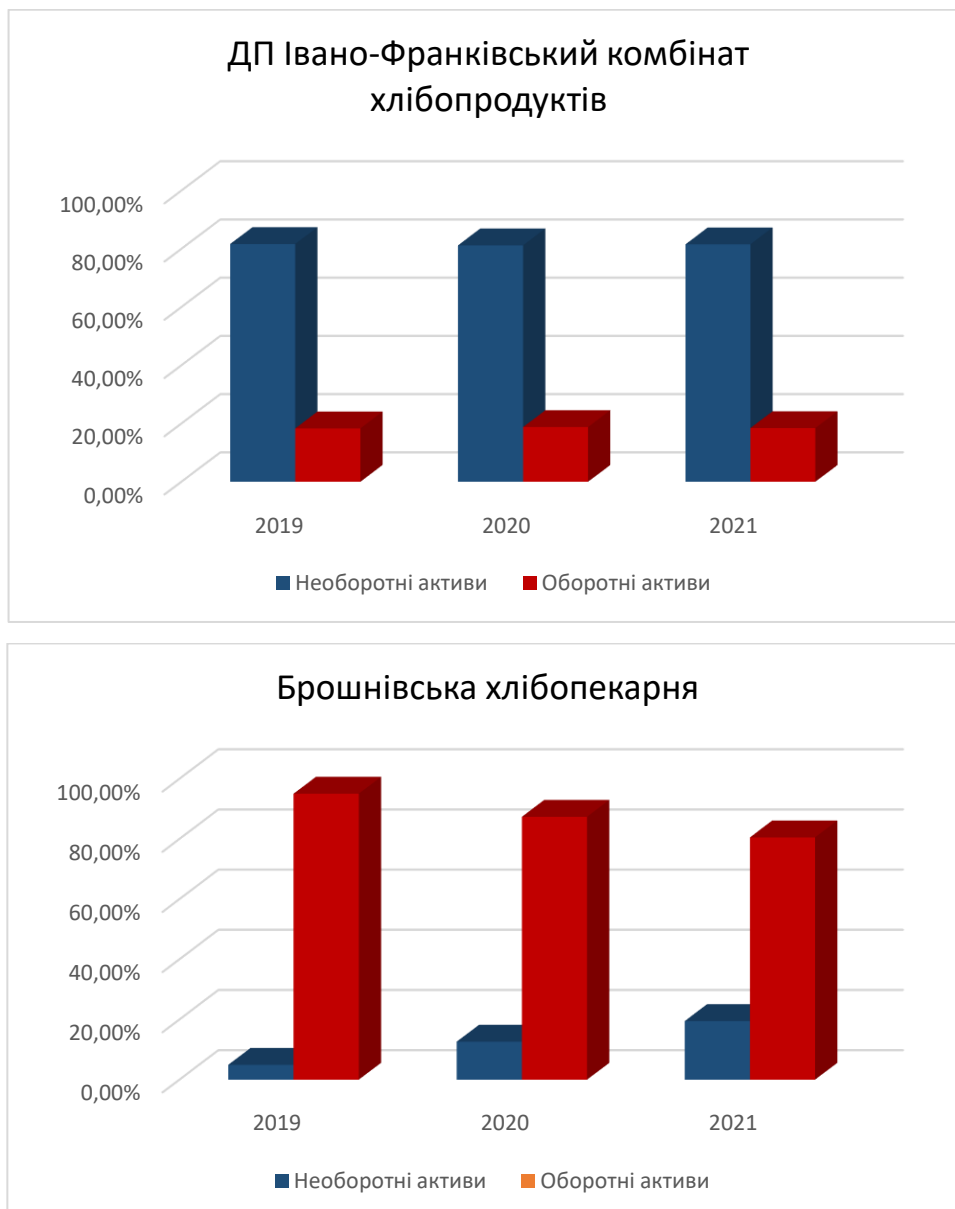 ДП Івано-Франківський комбінат
хлібопродуктів
100,00%
80,00%
60,00%
40,00%
20,00%
0,00%
2019 2020 2021
Необоротні активи Оборотні активи
Брошнівська хлібопекарня
100,00%
80,00%
60,00%
40,00%
20,00%
0,00%
2019 2020 2021
Необоротні активи Оборотні активи